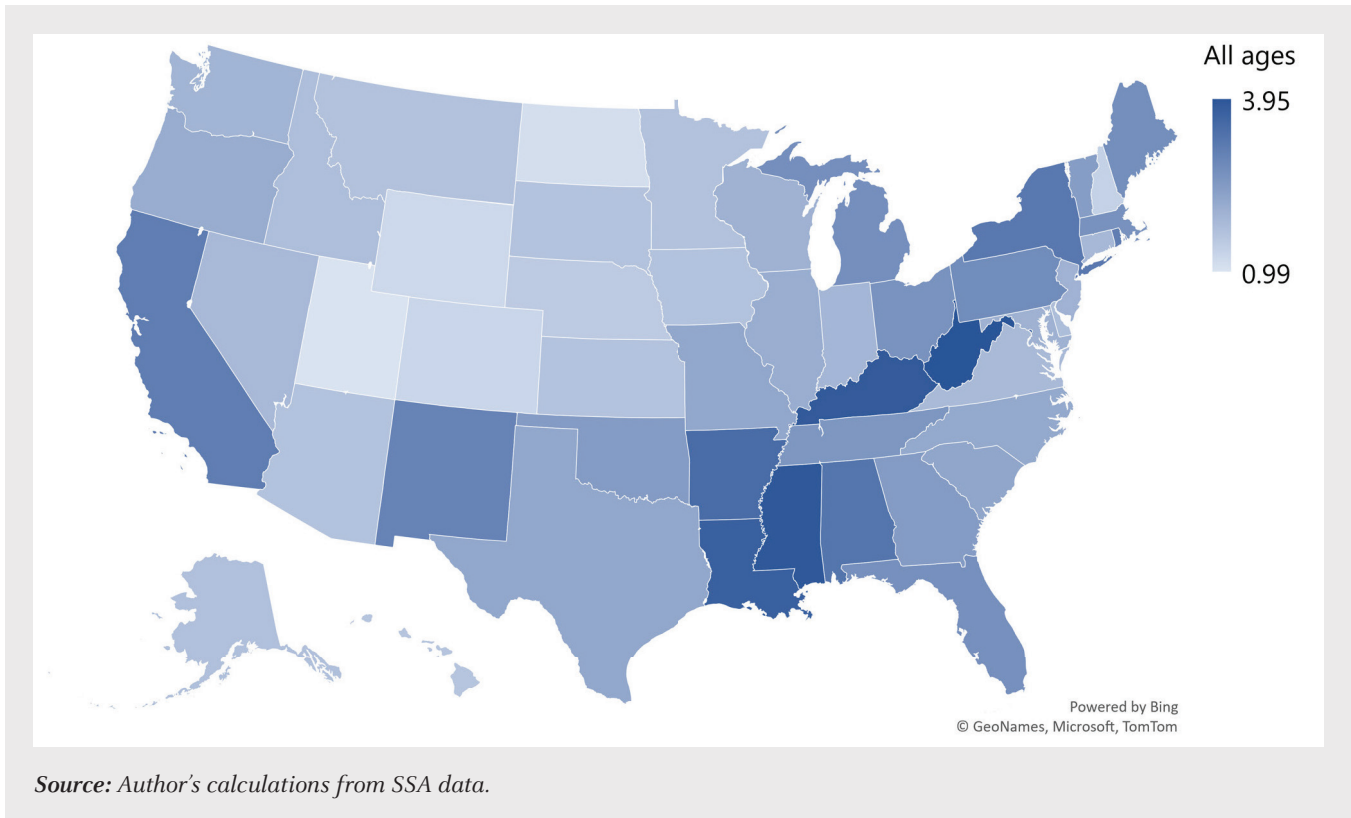 All ages
3.95
0.99
Powered by Bing
© GeoNames, Microsoft, TomTom
Source: Author's calculations from SSA data.